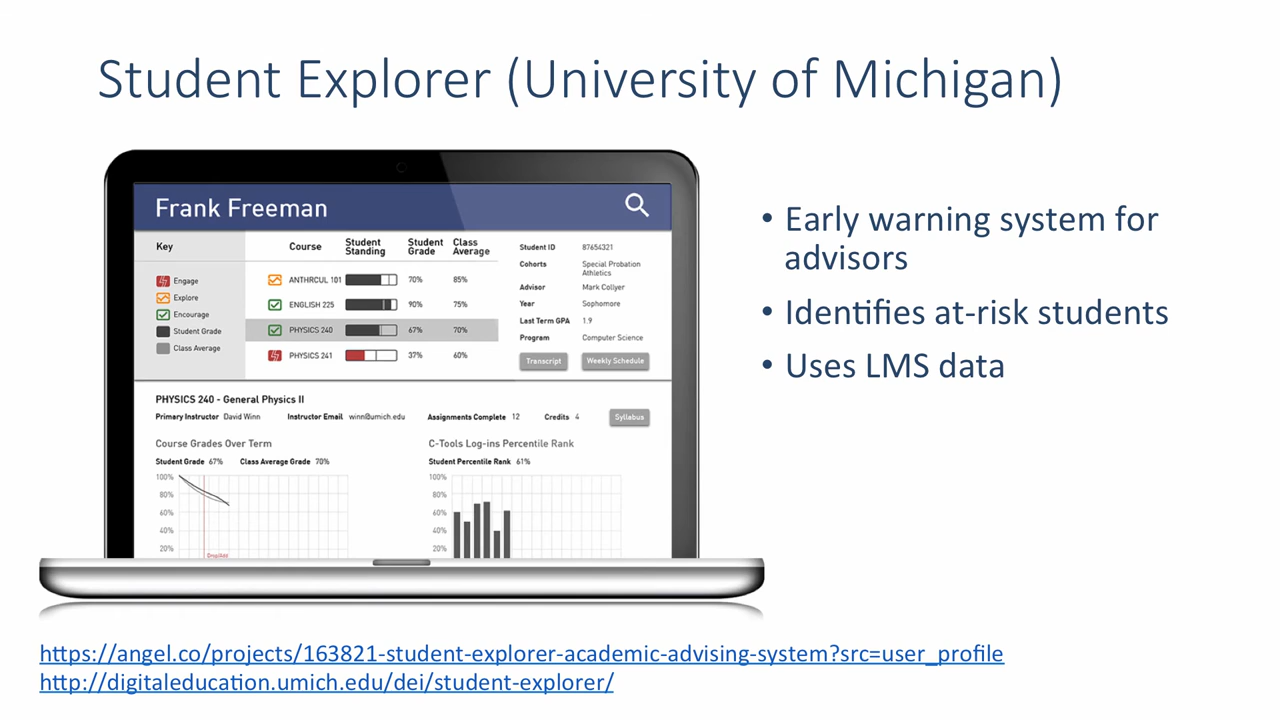 Student Explorer (University of Michigan)
Frank Freeman
Key
Engage
Explore
Encourage
Student Grade
Class Average
Course Student Standing Student Grade Class Average
ANTHRCUL 101 70% 85%
ENGLISH 225 90% 75%
PHYSICS 240 67% 70%
PHYSICS 241 37% 60%
Student ID 87654321
Cohorts Special Probation
Athletics
Advisor Mark Collyer
Year Sophomore
Last Term GPA 1.9
Program Computer Science
Transcript Weekly Schedule
PHYSICS 240 - General Physics II
Primary Instructor David Winn Instructor Email winn@umich.edu Assignments Complete 12 Credits 4 Syllabus
Course Grades Over Term
Student Grade 67% Class Average Grade 70%
100%
80%
60%
40%
20%
Drop/Add
C-Tools Log-ins Percentile Rank
Student Percentile Rank 61%
100%
80%
60%
40%
20%
• Early warning system for
advisors
• Identifies at-risk students
• Uses LMS data
https://angel.co/projects/163821-student-explorer-academic-advising-system?src=user_profile
http://digitaleducation.umich.edu/dei/student-explorer/